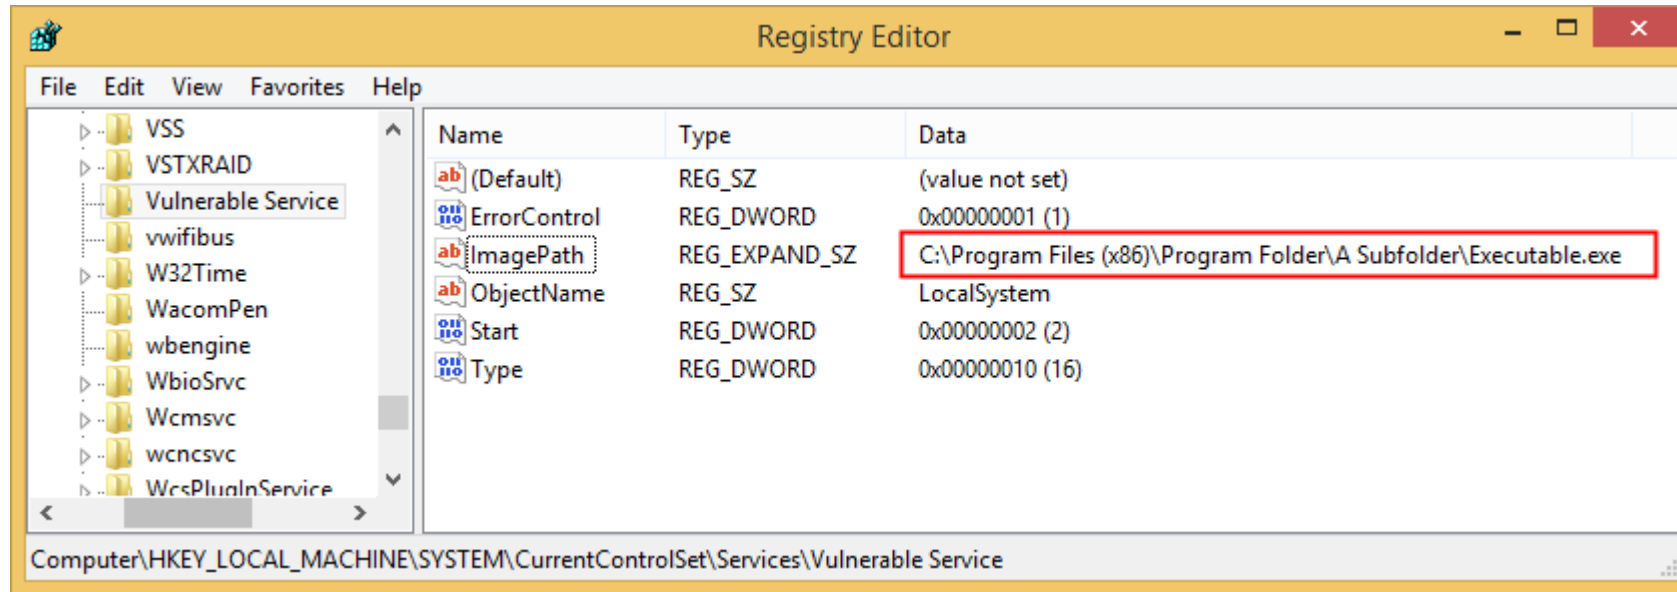 Registry Editor
File Edit View Favorites Help
VSS
VSTXRAID
Vulnerable Service
vwifibus
W32Time
WacomPen
wbengine
WbioSrvc
Wcmsvc
wcncsvc
WcsPlugInService
Name Type Data
(Default) REG_SZ (value not set)
ErrorControl REG_DWORD 0x00000001 (1)
ImagePath REG_EXPAND_SZ C:\Program Files (x86)\Program Folder\A Subfolder\Executable.exe
ObjectName REG_SZ LocalSystem
Start REG_DWORD 0x00000002 (2)
Type REG_DWORD 0x00000010 (16)
Computer\HKEY_LOCAL_MACHINE\SYSTEM\CurrentControlSet\Services\Vulnerable Service